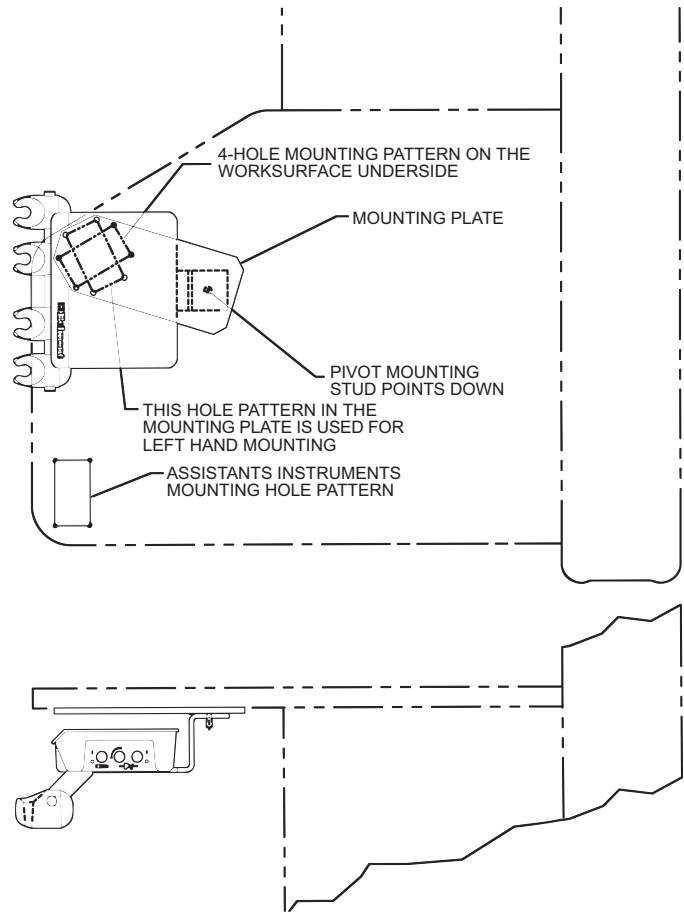 4-HOLE MOUNTING PATTERN ON THE
WORKSURFACE UNDERSIDE
MOUNTING PLATE
PIVOT MOUNTING
STUD POINTS DOWN
THIS HOLE PATTERN IN THE
MOUNTING PLATE IS USED FOR
LEFT HAND MOUNTING
ASSISTANTS INSTRUMENTS
MOUNTING HOLE PATTERN